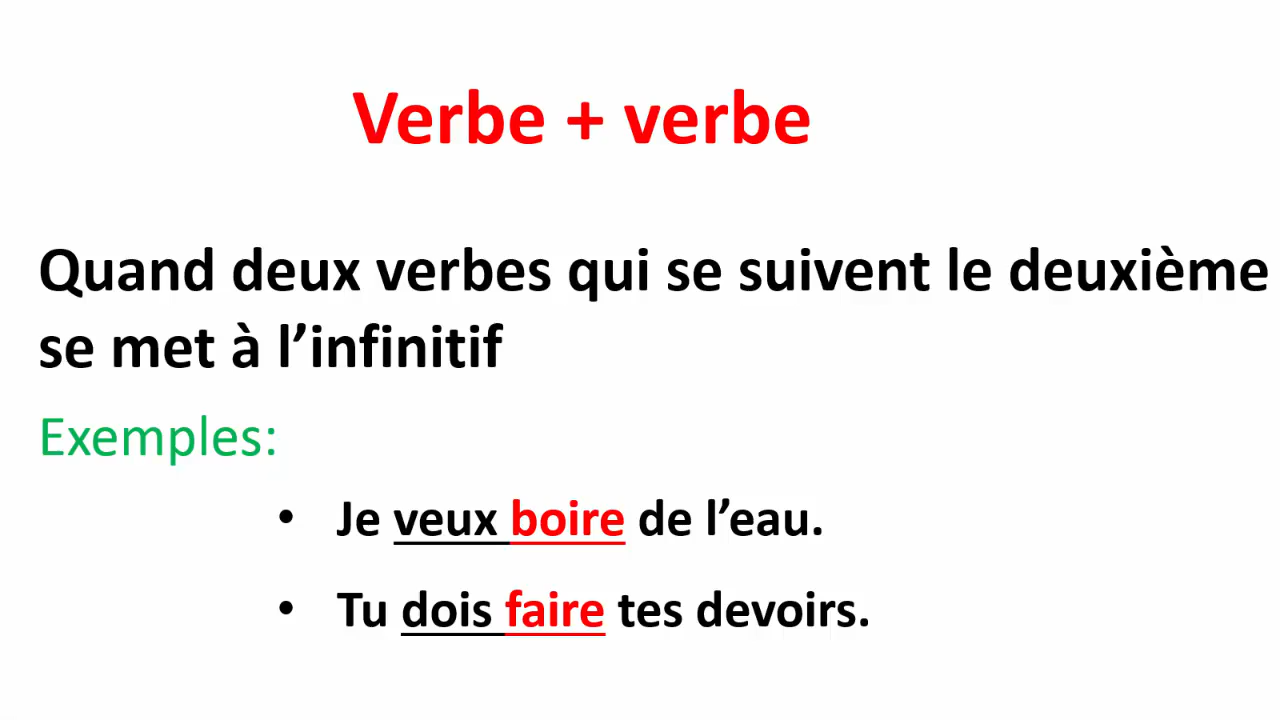 Verbe + verbe
Quand deux verbes qui se suivent le deuxième
se met à l’infinitif
Exemples:
• Je veux boire de l’eau.
• Tu dois faire tes devoirs.